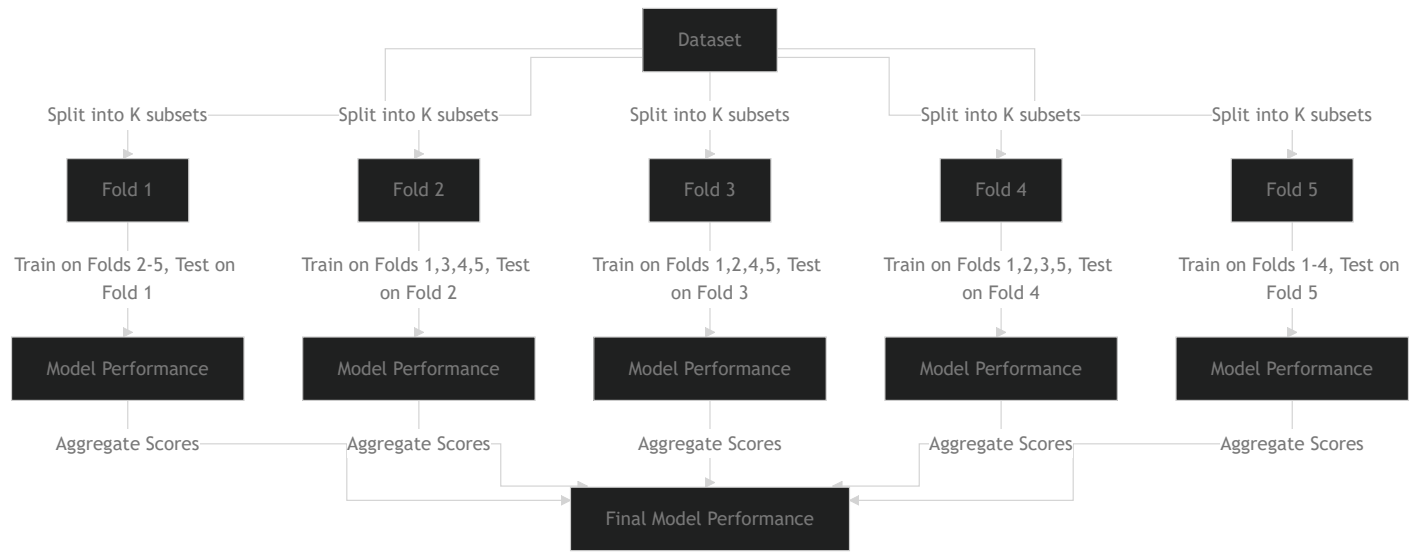 Dataset
Split into K subsets
Split into K subsets
Split into K subsets
Split into K subsets
Split into K subsets
Fold 1
Fold 2
Fold 3
Fold 4
Fold 5
Train on Folds 2-5, Test on
Fold 1
Train on Folds 1,3,4,5, Test
on Fold 2
Train on Folds 1,2,4,5, Test
on Fold 3
Train on Folds 1,2,3,5, Test
on Fold 4
Train on Folds 1-4, Test on
Fold 5
Model Performance
Model Performance
Model Performance
Model Performance
Model Performance
Aggregate Scores
Aggregate Scores
Aggregate Scores
Aggregate Scores
Aggregate Scores
Final Model Performance